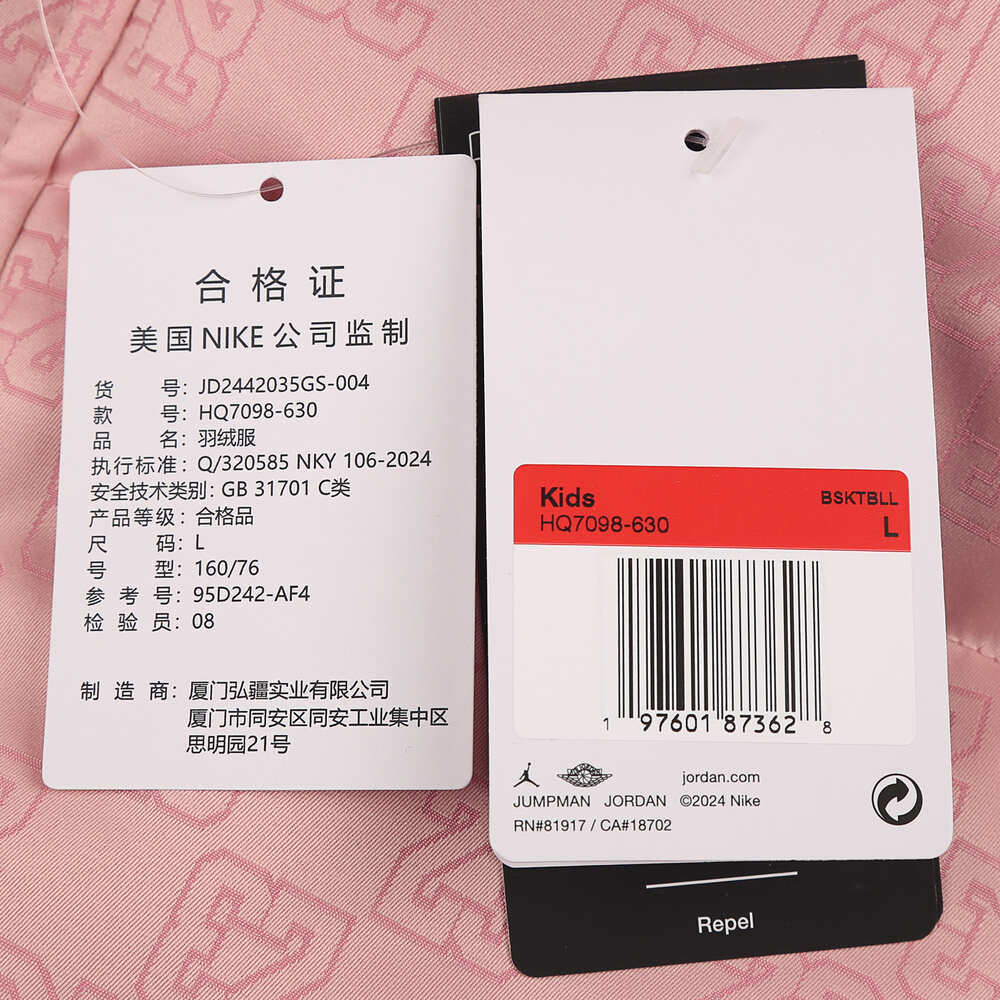 合格证
美国NIKE公司监制
货 号: JD2442035GS-004
款 号: HQ7098-630
品 名: 羽绒服
执行标准: Q/320585 NKY 106-2024
安全技术类别: GB 31701 C类
产品等级: 合格品
尺 码: L
号 型: 160/76
参 考 号: 95D242-AF4
检 验 员: 08
制 造 商: 厦门弘疆实业有限公司
厦门市同安区同安工业集中区
思明园21号
Kids BSKTBLL
HQ7098-630 L
1 97601 87362 8
jordan.com
JUMPMAN JORDAN ©2024 Nike
RN#81917 / CA#18702
Repel